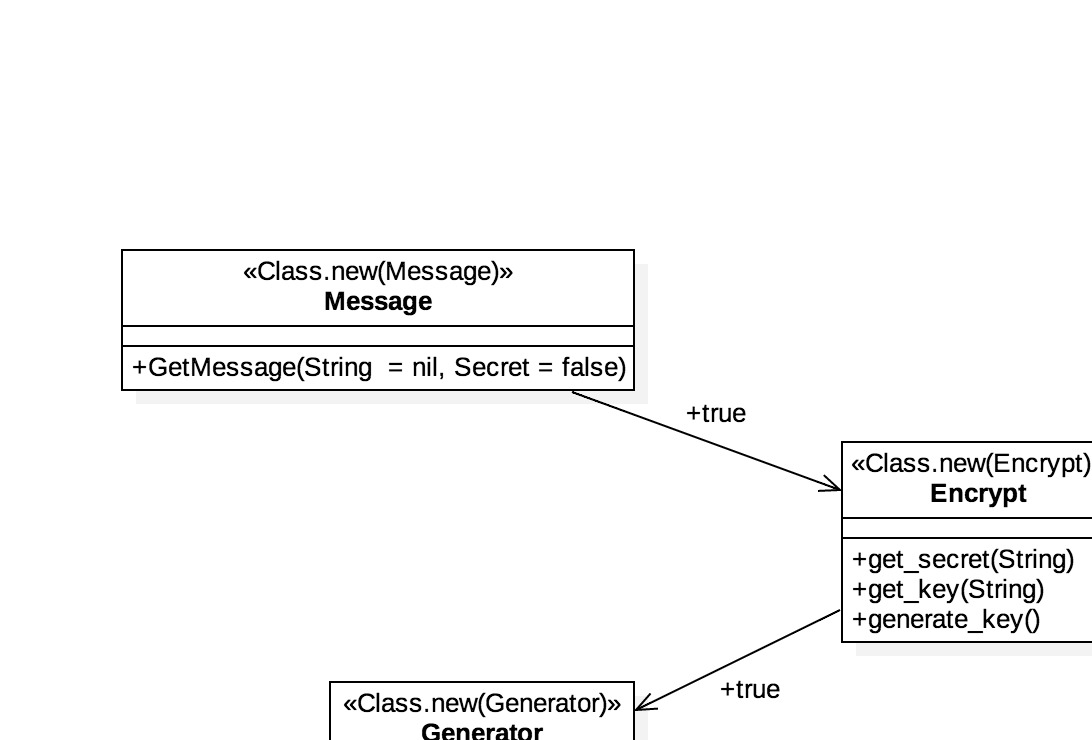 «Class.new(Message)»
Message
+GetMessage(String  = nil, Secret = false)
+true
«Class.new(Encrypt)
Encrypt
+get_secret(String)
+get_key(String)
+generate_key()
+true
«Class.new(Generator)»
Generator